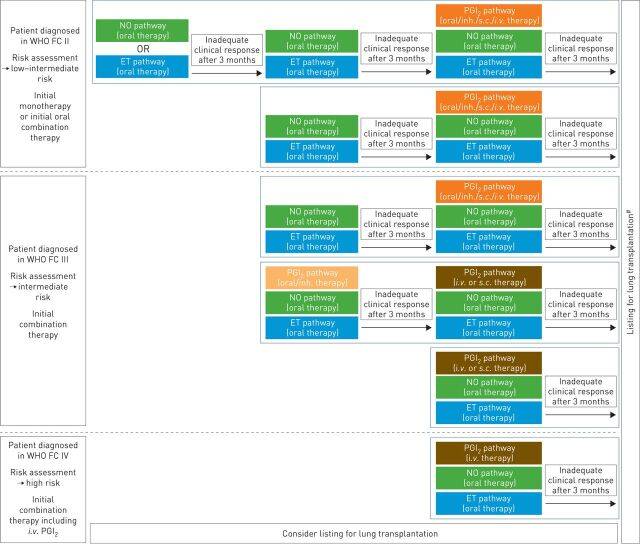 Patient diagnosed
in WHO FC II
Risk assessment
→ low–intermediate
risk
Initial
monotherapy
or initial oral
combination
therapy
NO pathway
(oral therapy)
OR
ET pathway
(oral therapy)
Inadequate
clinical response
after 3 months
NO pathway
(oral therapy)
ET pathway
(oral therapy)
Inadequate
clinical response
after 3 months
PGI₂ pathway
(oral/inh./s.c./i.v. therapy)
NO pathway
(oral therapy)
ET pathway
(oral therapy)
Inadequate
clinical response
after 3 months
NO pathway
(oral therapy)
ET pathway
(oral therapy)
Inadequate
clinical response
after 3 months
PGI₂ pathway
(oral/inh./s.c./i.v. therapy)
NO pathway
(oral therapy)
ET pathway
(oral therapy)
Inadequate
clinical response
after 3 months
Patient diagnosed
in WHO FC III
Risk assessment
→ intermediate
risk
Initial
combination
therapy
NO pathway
(oral therapy)
ET pathway
(oral therapy)
Inadequate
clinical response
after 3 months
PGI₂ pathway
(oral/inh./s.c./i.v. therapy)
NO pathway
(oral therapy)
ET pathway
(oral therapy)
Inadequate
clinical response
after 3 months
PGI₂ pathway
(oral/inh. therapy)
NO pathway
(oral therapy)
ET pathway
(oral therapy)
Inadequate
clinical response
after 3 months
PGI₂ pathway
(i.v. or s.c. therapy)
NO pathway
(oral therapy)
ET pathway
(oral therapy)
Inadequate
clinical response
after 3 months
PGI₂ pathway
(i.v. or s.c. therapy)
NO pathway
(oral therapy)
ET pathway
(oral therapy)
Inadequate
clinical response
after 3 months
Patient diagnosed
in WHO FC IV
Risk assessment
→ high risk
Initial
combination
therapy including
i.v. PGI₂
PGI₂ pathway
(i.v. therapy)
NO pathway
(oral therapy)
ET pathway
(oral therapy)
Inadequate
clinical response
after 3 months
Consider listing for lung transplantation
Listing for lung transplantation#